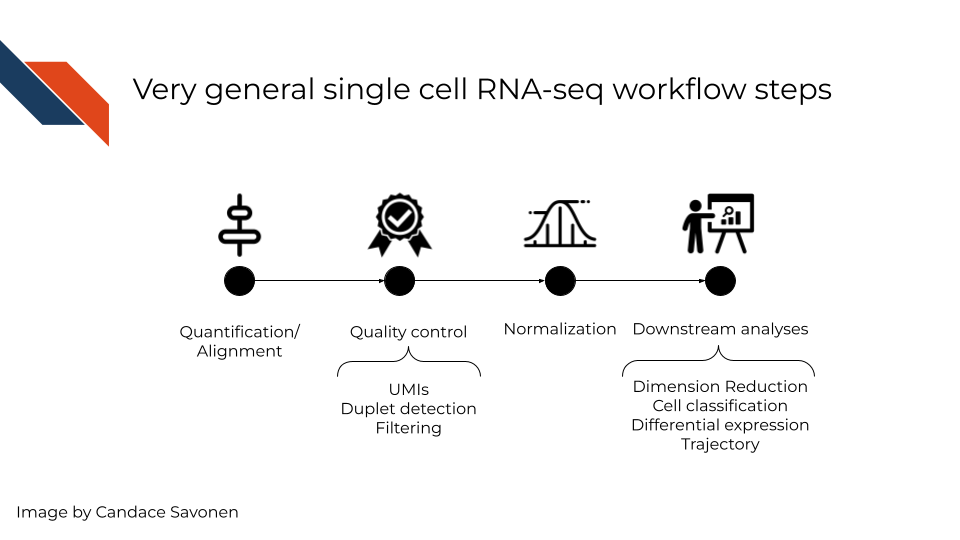 Very general single cell RNA-seq workflow steps
Quantification/
Alignment
Quality control
UMIs
Duplet detection
Filtering
Normalization
Downstream analyses
Dimension Reduction
Cell classification
Differential expression
Trajectory
Image by Candace Savonen